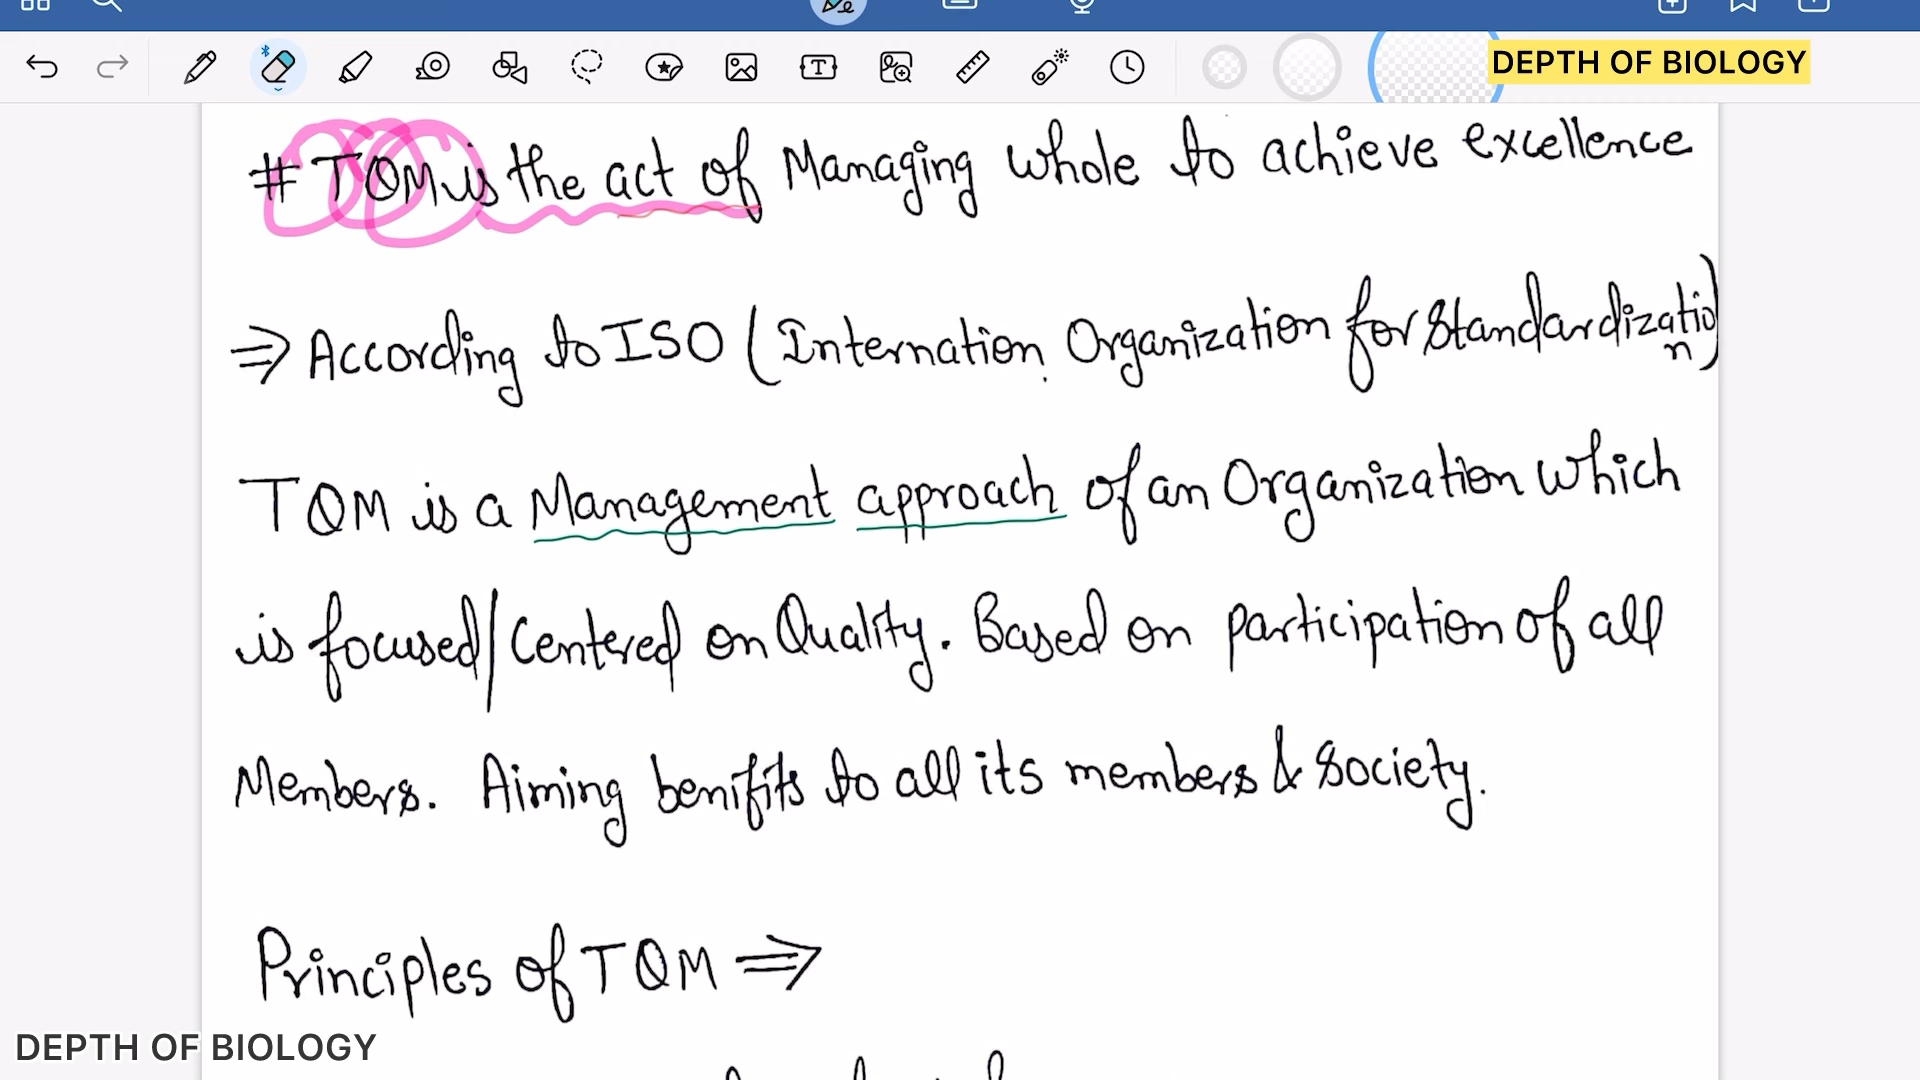 DEPTH OF BIOLOGY
# TQM is the act of Managing whole to achieve excellence
⇒ According to ISO (Internation Organization for Standardization)
TQM is a Management approach of an Organization which
is focused/Centered on Quality. Based on participation of all
Members. Aiming benifits to all its members & Society.
Principles of TQM ⇒
DEPTH OF BIOLOGY